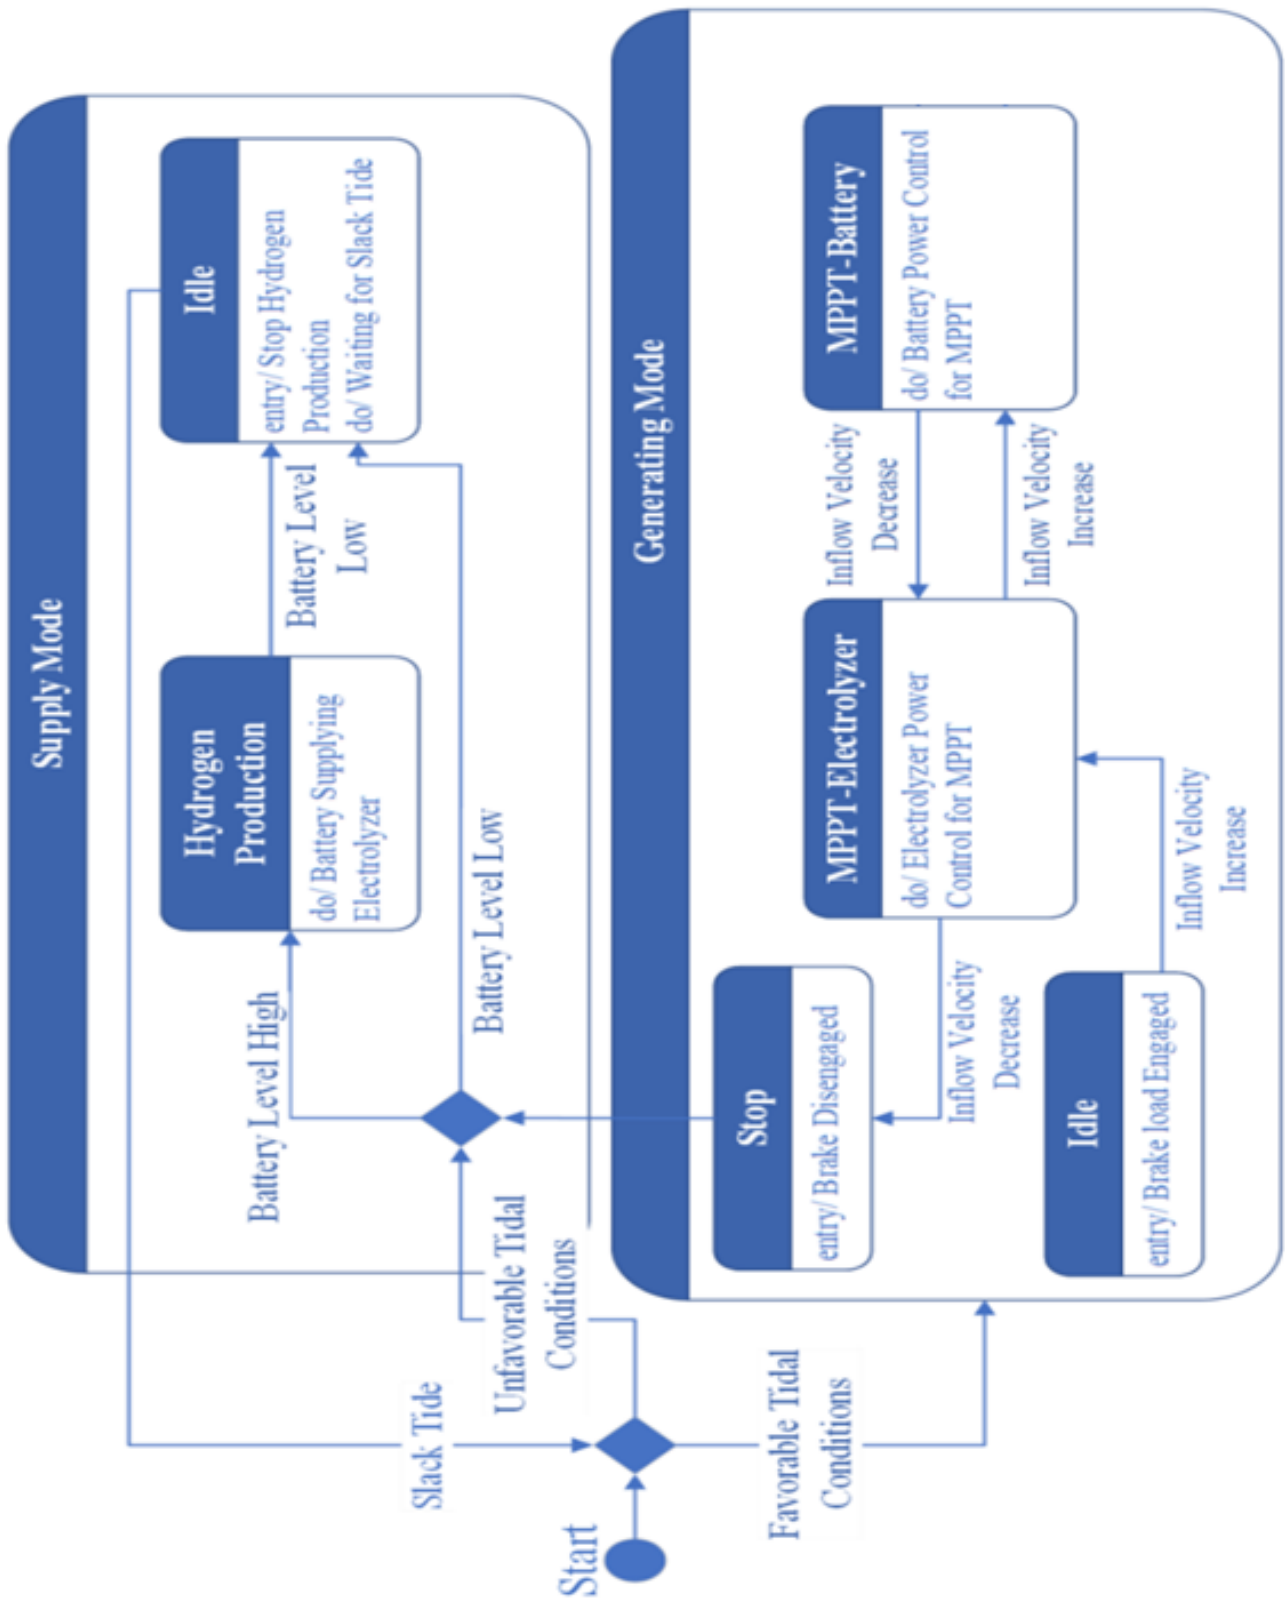 Supply Mode
Hydrogen
Production
do/ Battery Supplying
Electrolyzer
Idle
entry/ Stop Hydrogen
Production
do/ Waiting for Slack Tide
Battery Level High
Battery Level
Low
Battery Level Low
Slack Tide
Unfavorable Tidal
Conditions
Start
Favorable Tidal
Conditions
Generating Mode
Stop
entry/ Brake Disengaged
MPPT-Electrolyzer
do/ Electrolyzer Power
Control for MPPT
MPPT-Battery
do/ Battery Power Control
for MPPT
Inflow Velocity
Decrease
Inflow Velocity
Increase
Inflow Velocity
Decrease
Idle
entry/ Brake load Engaged
Inflow Velocity
Increase